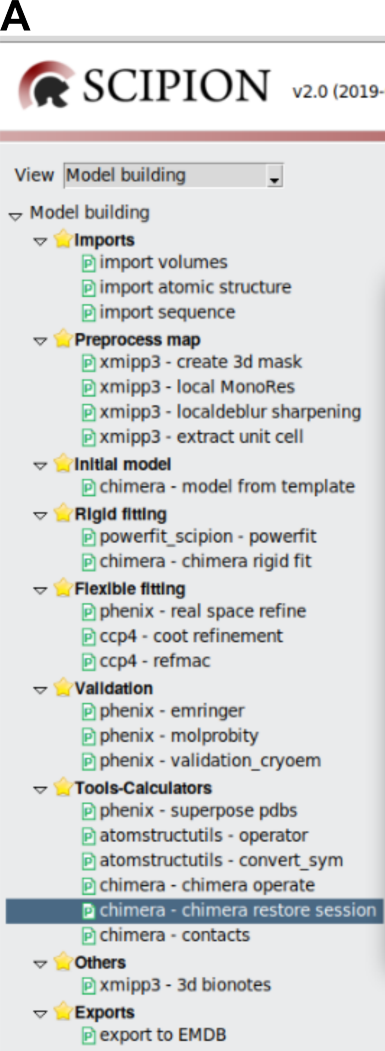 A
SCIPION v2.0 (2019-
View Model building
Model building
Imports
import volumes
import atomic structure
import sequence
Preprocess map
xmipp3 - create 3d mask
xmipp3 - local MonoRes
xmipp3 - localdeblur sharpening
xmipp3 - extract unit cell
Initial model
chimera - model from template
Rigid fitting
powerfit_scipion - powerfit
chimera - chimera rigid fit
Flexible fitting
phenix - real space refine
ccp4 - coot refinement
ccp4 - refmac
Validation
phenix - emringer
phenix - molprobity
phenix - validation_cryoem
Tools-Calculators
phenix - superpose pdbs
atomstructutils - operator
atomstructutils - convert_sym
chimera - chimera operate
chimera - chimera restore session
chimera - contacts
Others
xmipp3 - 3d bionotes
Exports
export to EMDB